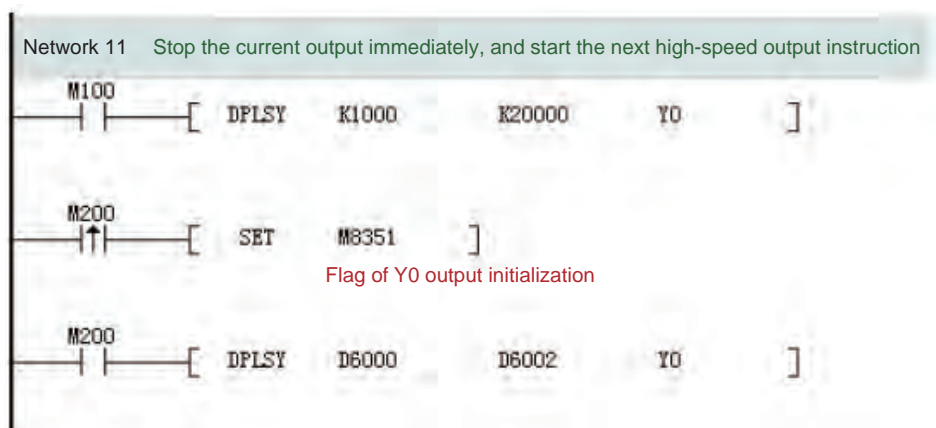 Network 11 Stop the current output immediately, and start the next high-speed output instruction
M100
[ DPLSY K1000 K20000 Y0 ]
M200
[ SET M8351 ]
Flag of Y0 output initialization
M200
[ DPLSY D6000 D6002 Y0 ]